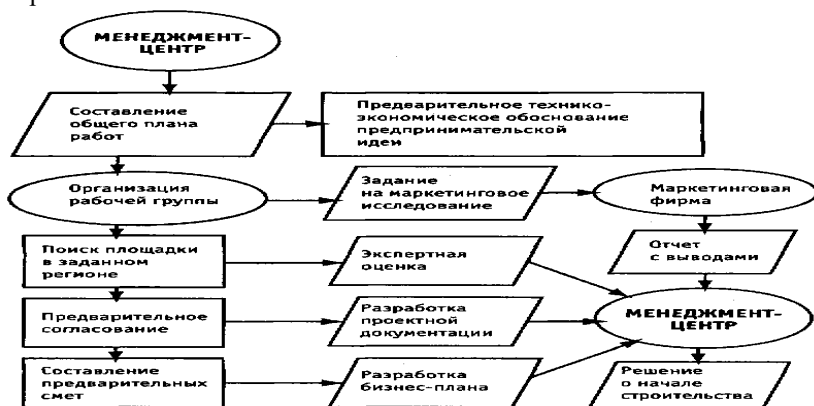 МЕНЕДЖМЕНТ-
ЦЕНТР
Составление
общего плана
работ
Предварительное технико-
экономическое обоснование
предпринимательской
идеи
Организация
рабочей группы
Задание
на маркетинговое
исследование
Маркетинговая
фирма
Поиск площадки
в заданном
регионе
Экспертная
оценка
Отчет
с выводами
Предварительное
согласование
Разработка
проектной
документации
МЕНЕДЖМЕНТ-
ЦЕНТР
Составление
предварительных
смет
Разработка
бизнес-плана
Решение
о начале
строительства